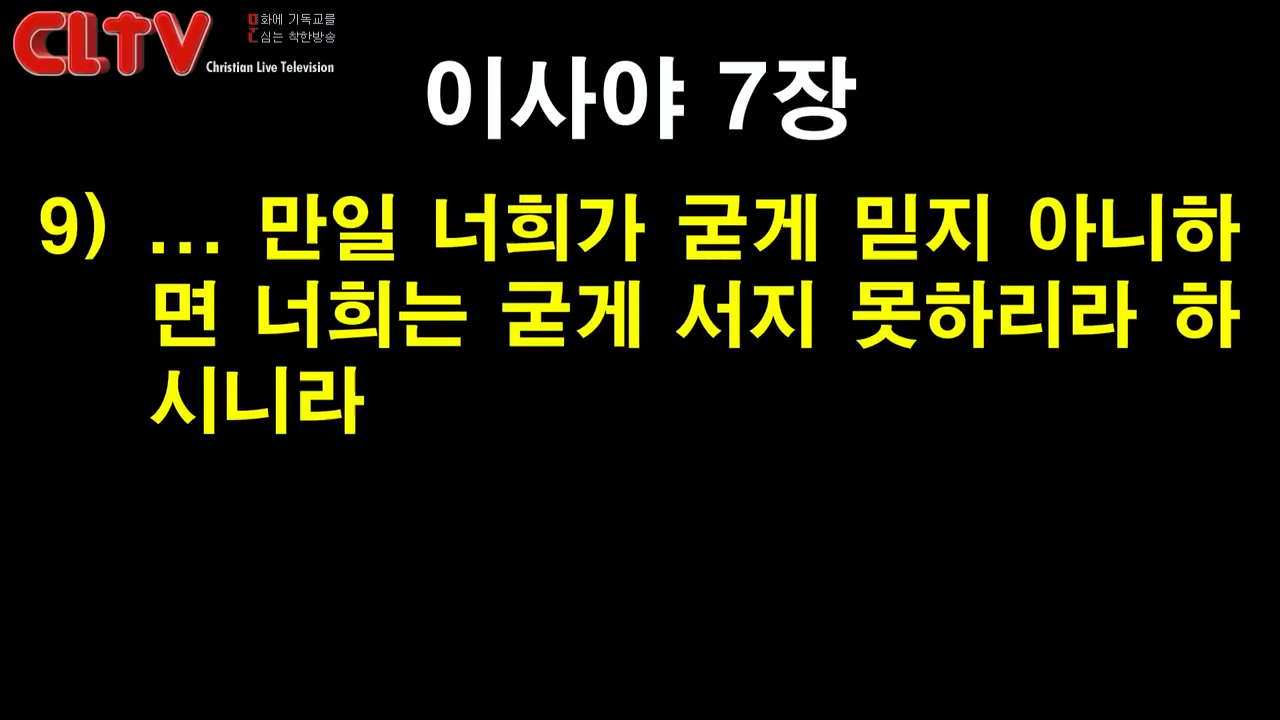 CLTV
화에 기독교를
심는 착한방송
Christian Live Television
이사야 7장
9) ... 만일 너희가 굳게 믿지 아니하
면 너희는 굳게 서지 못하리라 하
시니라